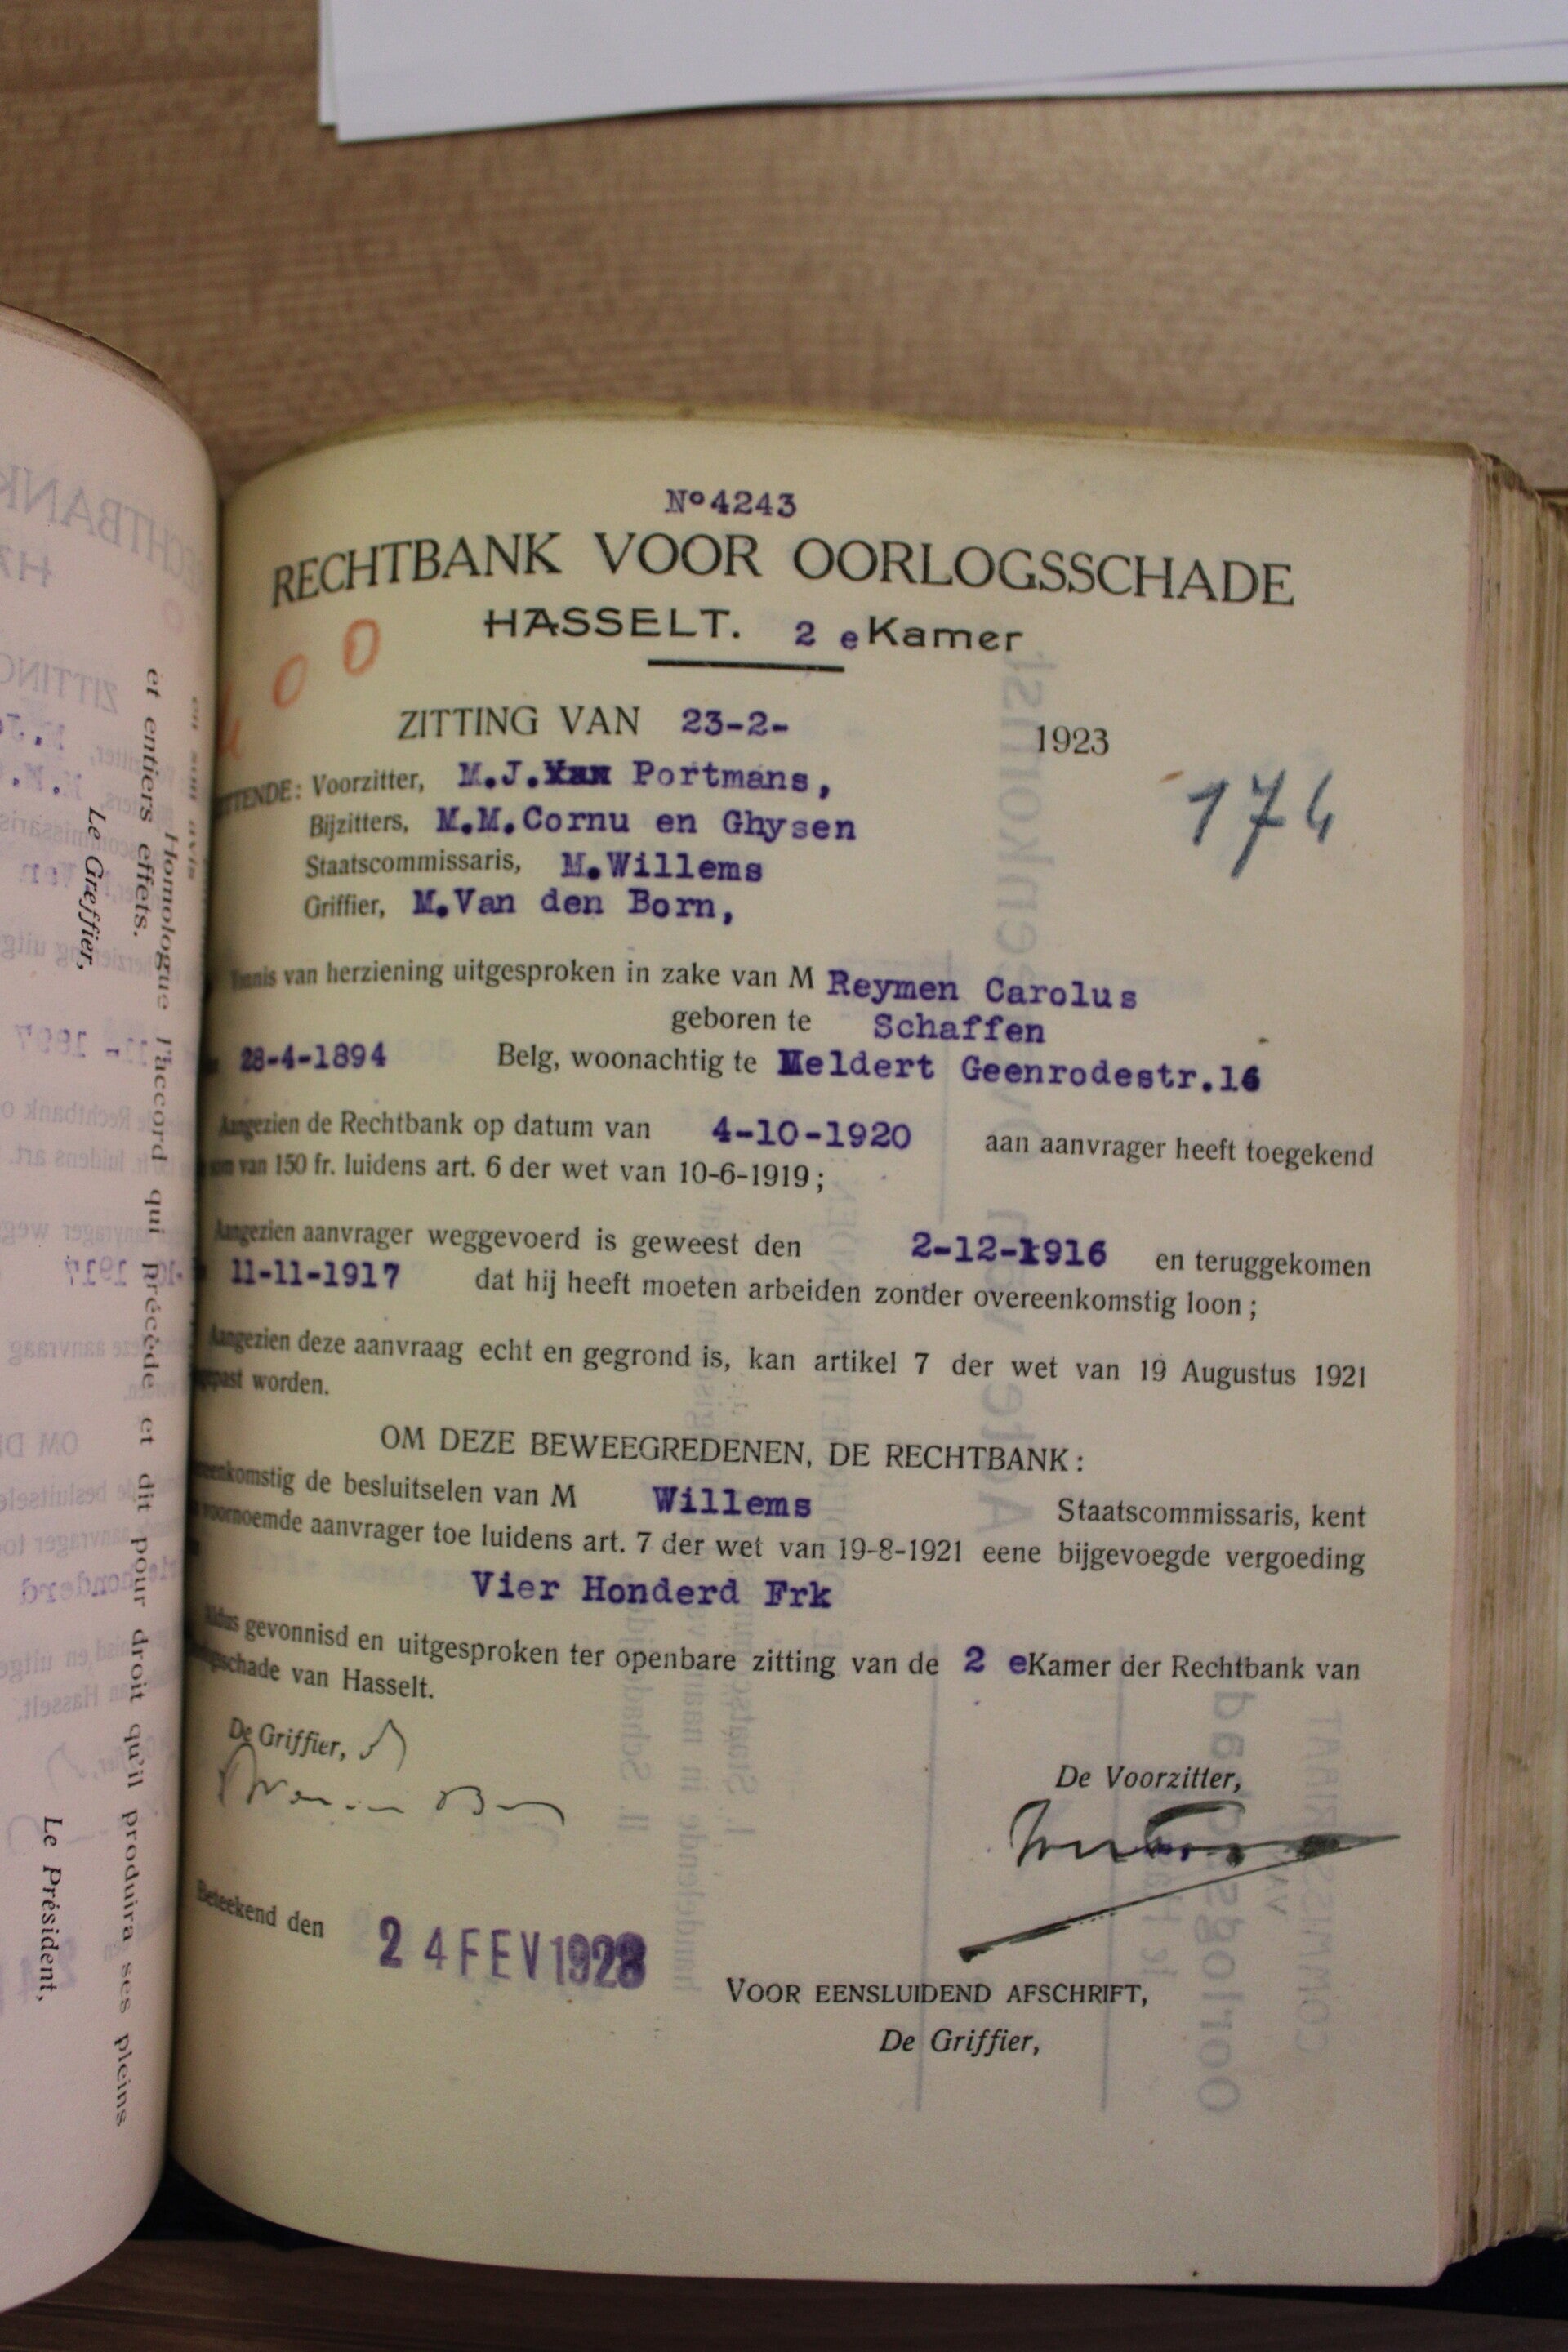 et entiers effets.
Le Greffier,
Homologue l'accord qui précède et dit pour droit qu'il produira ses pleins
Le Président,
Nº 4243
RECHTBANK VOOR OORLOGSSCHADE
HASSELT. 2 e Kamer
400
ZITTING VAN 23-2- 1923
174
Voorzitter, M.J. Portmans,
Bijzitters, M.M.Cornu en Ghysen
Staatscommissaris, M.Willems
Griffier, M.Van den Born,
van herziening uitgesproken in zake van M Reymen Carolus
geboren te Schaffen
28-4-1894 Belg, woonachtig te Meldert Geenrodestr.16
Aangezien de Rechtbank op datum van 4-10-1920 aan aanvrager heeft toegekend
van 150 fr. luidens art. 6 der wet van 10-6-1919;
Aangezien aanvrager weggevoerd is geweest den 2-12-1916 en teruggekomen
11-11-1917 dat hij heeft moeten arbeiden zonder overeenkomstig loon;
Aangezien deze aanvraag echt en gegrond is, kan artikel 7 der wet van 19 Augustus 1921
worden.
OM DEZE BEWEEGREDENEN, DE RECHTBANK:
de besluitselen van M Willems Staatscommissaris, kent
voornoemde aanvrager toe luidens art. 7 der wet van 19-8-1921 eene bijgevoegde vergoeding
Vier Honderd Frk
gevonnisd en uitgesproken ter openbare zitting van de 2 eKamer der Rechtbank van
van Hasselt.
De Griffier,
De Voorzitter,
Beteekend den 24 FEV 1923
VOOR EENSLUIDEND AFSCHRIFT,
De Griffier,